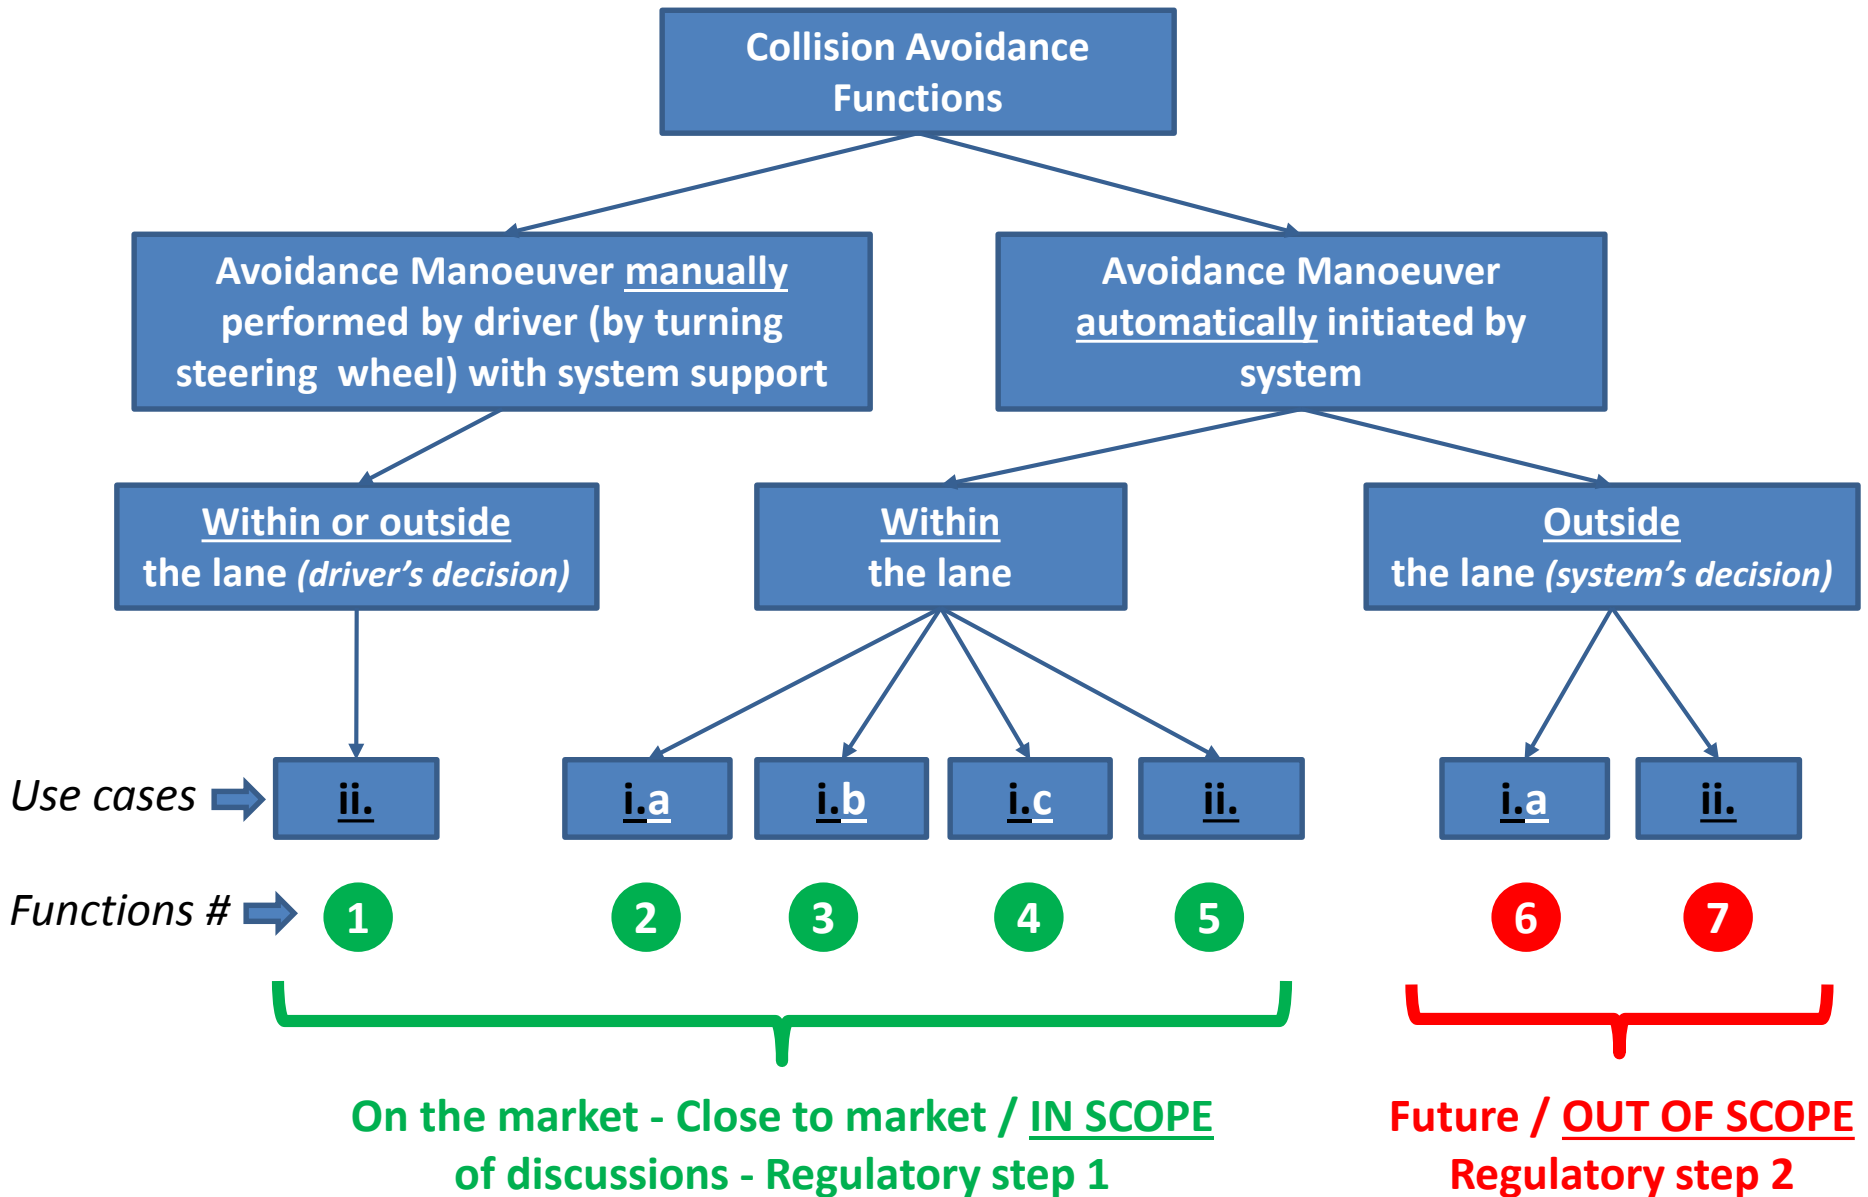 Collision Avoidance
Functions
Avoidance Manoeuver manually
performed by driver (by turning
steering wheel) with system support
Avoidance Manoeuver
automatically initiated by
system
Within or outside
the lane (driver's decision)
Within
the lane
Outside
the lane (system's decision)
Use cases
ii.
i.a
i.b
i.c
ii.
i.a
ii.
Functions #
1
2
3
4
5
6
7
On the market - Close to market / IN SCOPE
of discussions - Regulatory step 1
Future / OUT OF SCOPE
Regulatory step 2